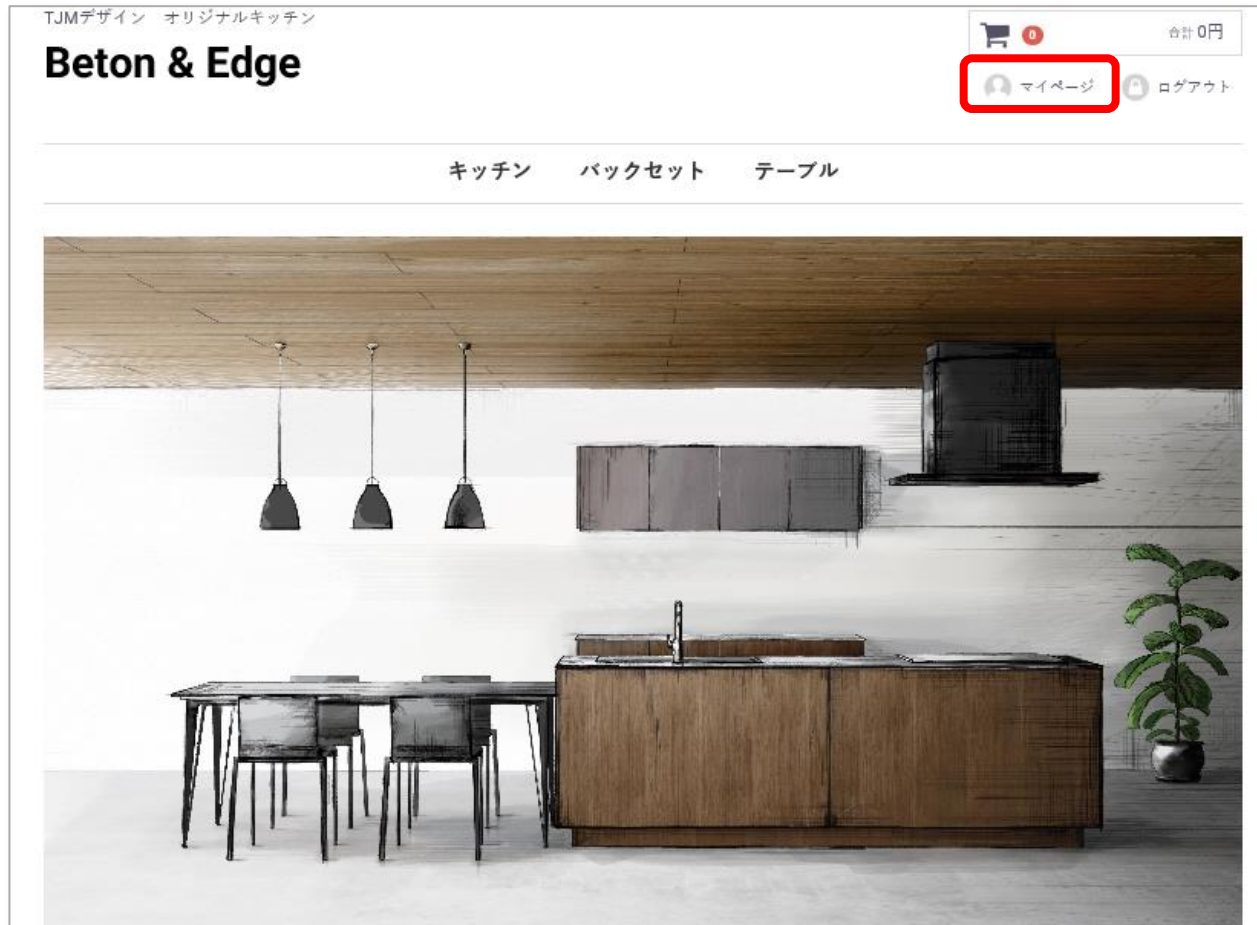 TJMデザイン オリジナルキッチン
Beton & Edge
0 合計 0円
マイページ ログアウト
キッチン バックセット テーブル